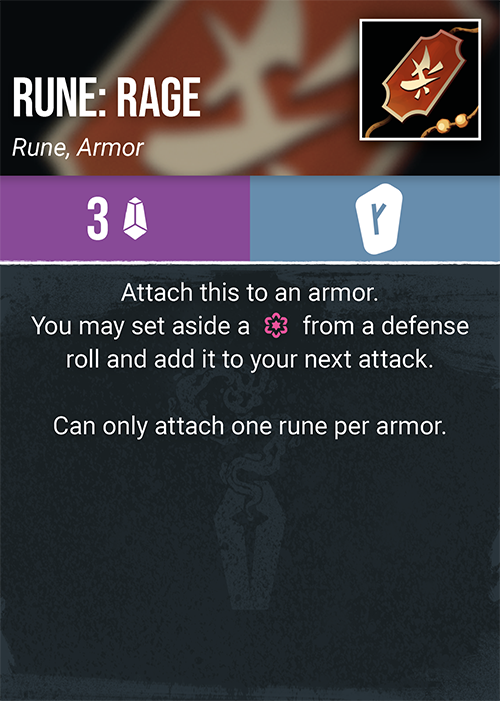 RUNE: RAGE
Rune, Armor
3
Attach this to an armor.
You may set aside a from a defense
roll and add it to your next attack.
Can only attach one rune per armor.